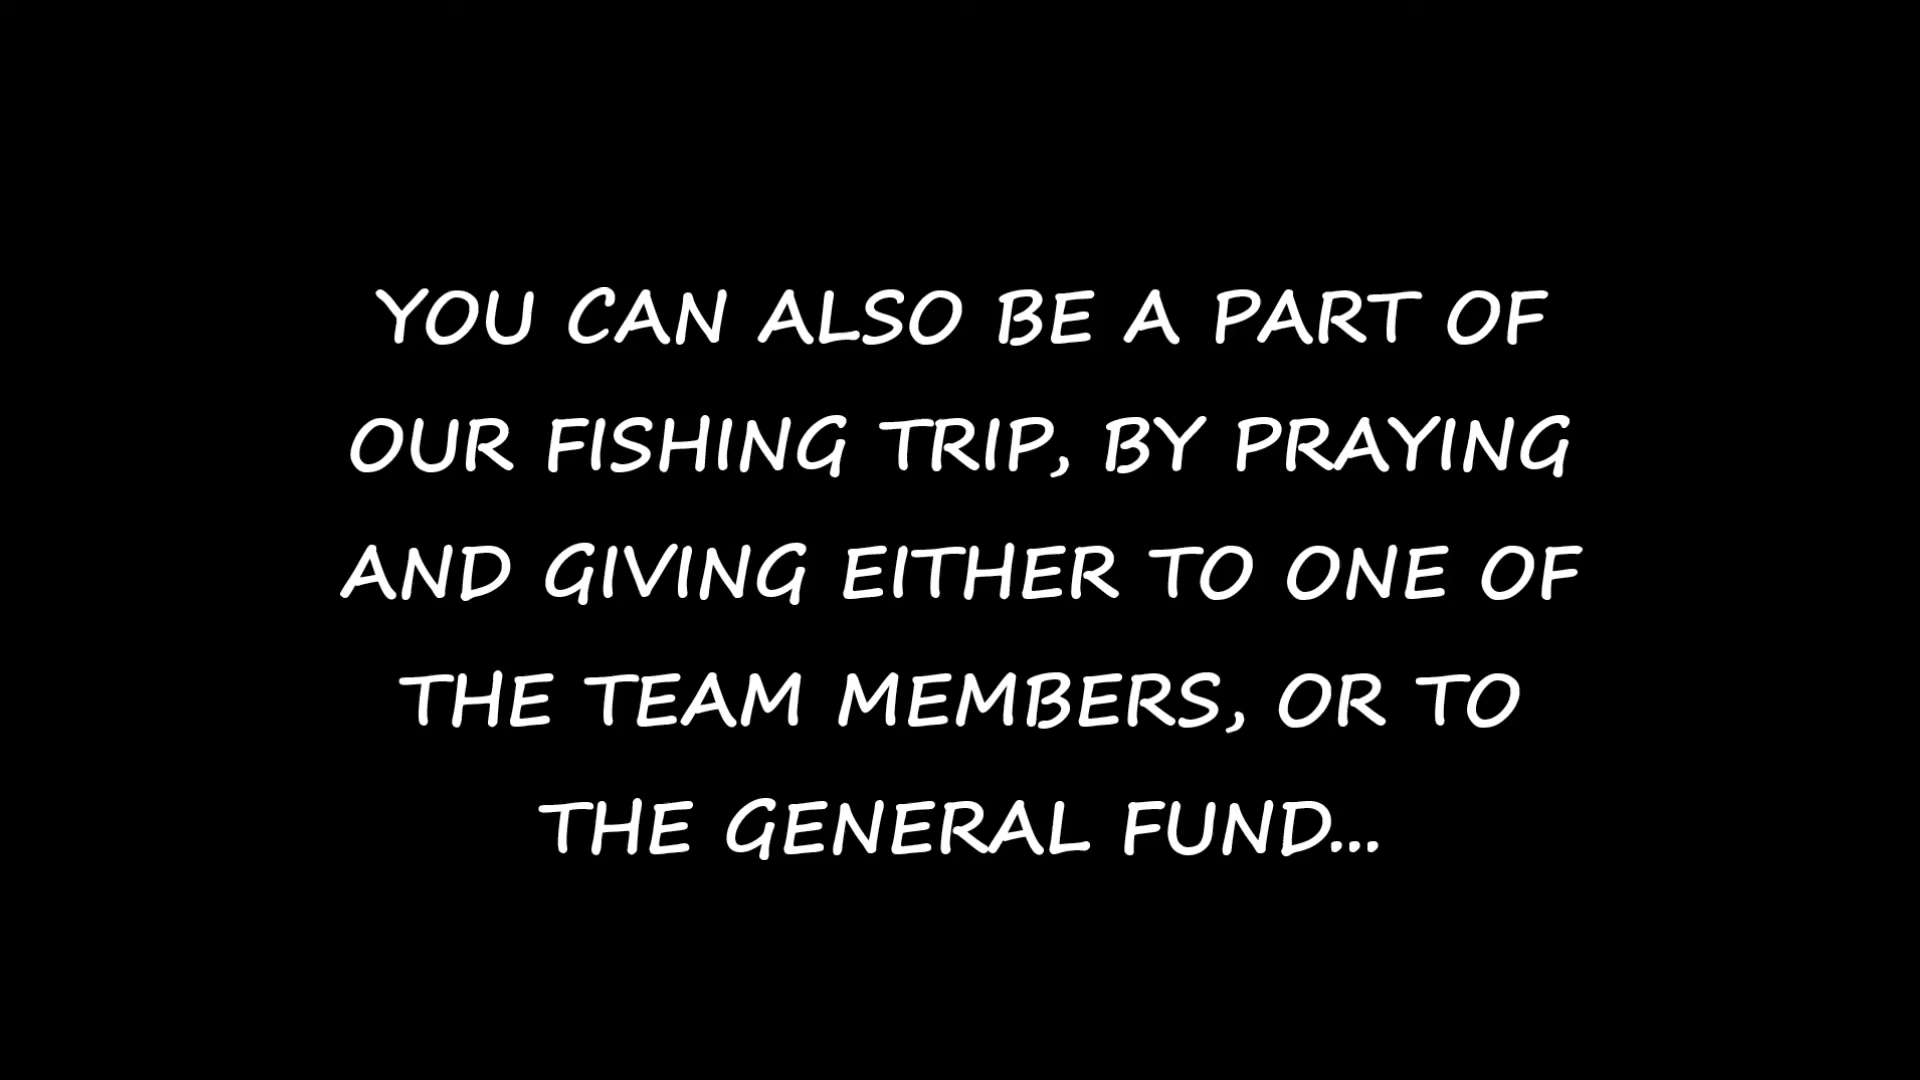 YOU CAN ALSO BE A PART OF
OUR FISHING TRIP, BY PRAYING
AND GIVING EITHER TO ONE OF
THE TEAM MEMBERS, OR TO
THE GENERAL FUND...